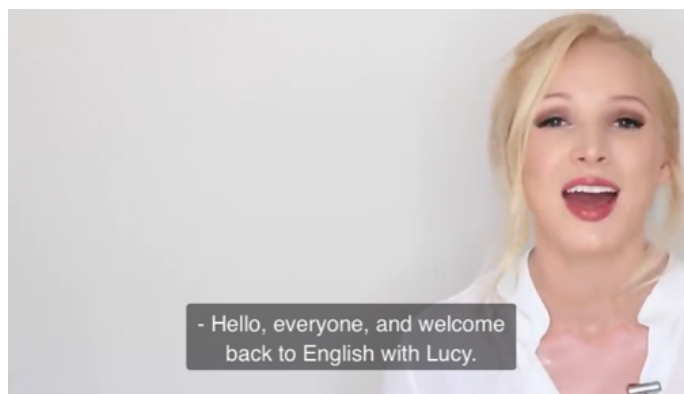 - Hello, everyone, and welcome
back to English with Lucy.